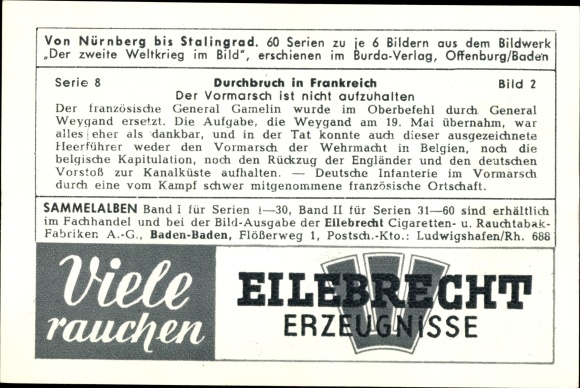 Von Nürnberg bis Stalingrad. 60 Serien zu je 6 Bildern aus dem Bildwerk
„Der zweite Weltkrieg im Bild", erschienen im Burda-Verlag, Offenburg/Baden
Serie 8 Durchbruch in Frankreich Bild 2
Der Vormarsch ist nicht aufzuhalten
Der französische General Gamelin wurde im Oberbefehl durch General
Weygand ersetzt. Die Aufgabe, die Weygand am 19. Mai übernahm, war
alles eher als dankbar, und in der Tat konnte auch dieser ausgezeichnete
Heerführer weder den Vormarsch der Wehrmacht in Belgien, noch die
belgische Kapitulation, noch den Rückzug der Engländer und den deutschen
Vorstoß zur Kanalküste aufhalten. — Deutsche Infanterie im Vormarsch
durch eine vom Kampf schwer mitgenommene französische Ortschaft.
SAMMELALBEN Band I für Serien 1—30, Band II für Serien 31—60 sind erhältlich
im Fachhandel und bei der Bild-Ausgabe der Eilebrecht Cigaretten- u. Rauchtabak-
Fabriken A.-G., Baden-Baden, Flößerweg 1, Postsch.-Kto.: Ludwigshafen/Rh. 688
Viele
rauchen
EILEBRECHT
ERZEUGNISSE